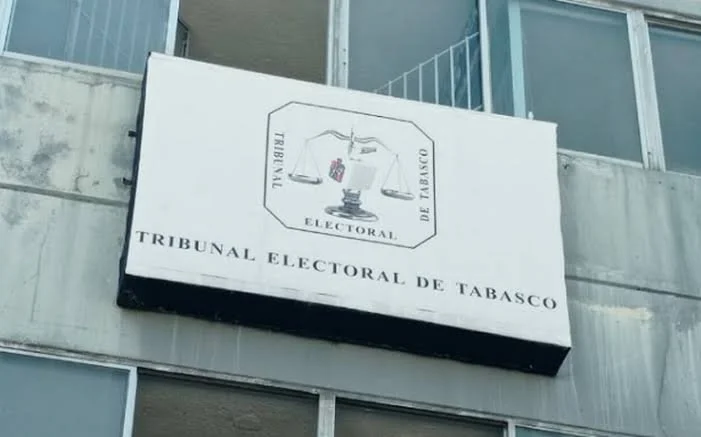 TRIBUNAL
ELECTORAL
DE TABASCO
TRIBUNAL ELECTORAL DE TABASCO